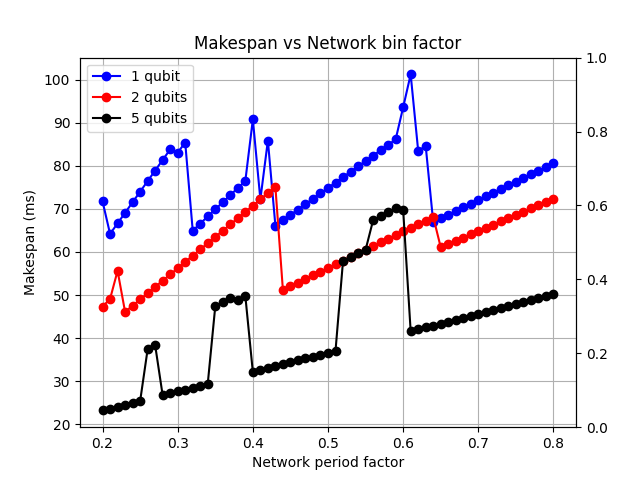 Makespan vs Network bin factor
1 qubit
2 qubits
5 qubits
Makespan (ms)
100
90
80
70
60
50
40
30
20
1.0
0.8
0.6
0.4
0.2
0.0
0.2 0.3 0.4 0.5 0.6 0.7 0.8
Network period factor